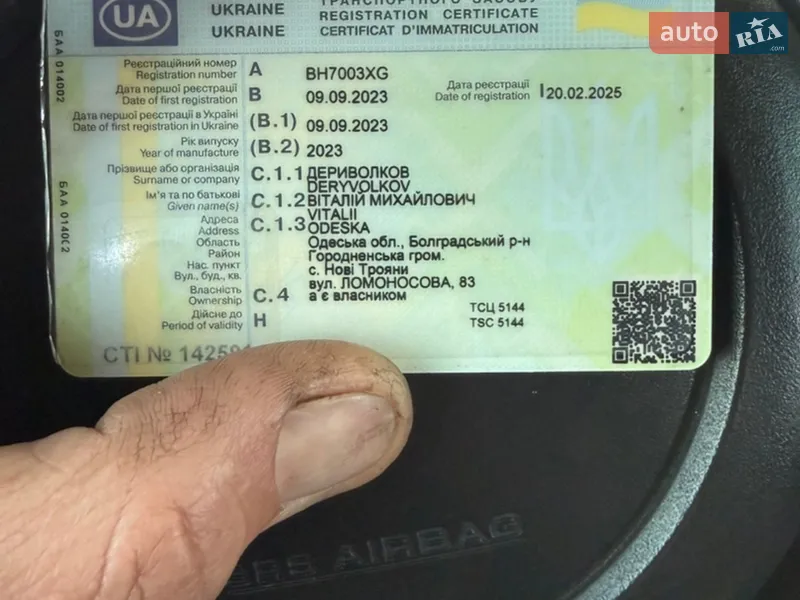 UA
UKRAINE
REGISTRATION CERTIFICATE
UKRAINE
CERTIFICAT D'IMMATRICULATION
auto RIA.com
БАА 014002
БАА 014002
Реєстраційний номер
Registration number
A
BH7003XG
Дата реєстрації
Date of registration
I
20.02.2025
Дата першої реєстрації
Date of first registration
B
09.09.2023
Дата першої реєстрації в Україні
Date of first registration in Ukraine
(B.1)
09.09.2023
Рік випуску
Year of manufacture
(B.2)
2023
Прізвище або організація
Surname or company
C.1.1
ДЕРИВОЛКОВ
DERYVOLKOV
Ім'я та по батькові
Given name(s)
C.1.2
ВІТАЛІЙ МИХАЙЛОВИЧ
VITALII
Адреса
Address
Область
Район
Нас. пункт
Вул., буд., кв.
C.1.3
ODESKA
Одеська обл., Болградський р-н
Городненська гром.
с. Нові Трояни
вул. ЛОМОНОСОВА, 83
Власність
Ownership
C.4
а є власником
Дійсне до
Period of validity
H
ТСЦ 5144
TSC 5144
СТІ № 14258
SRS AIRBAG